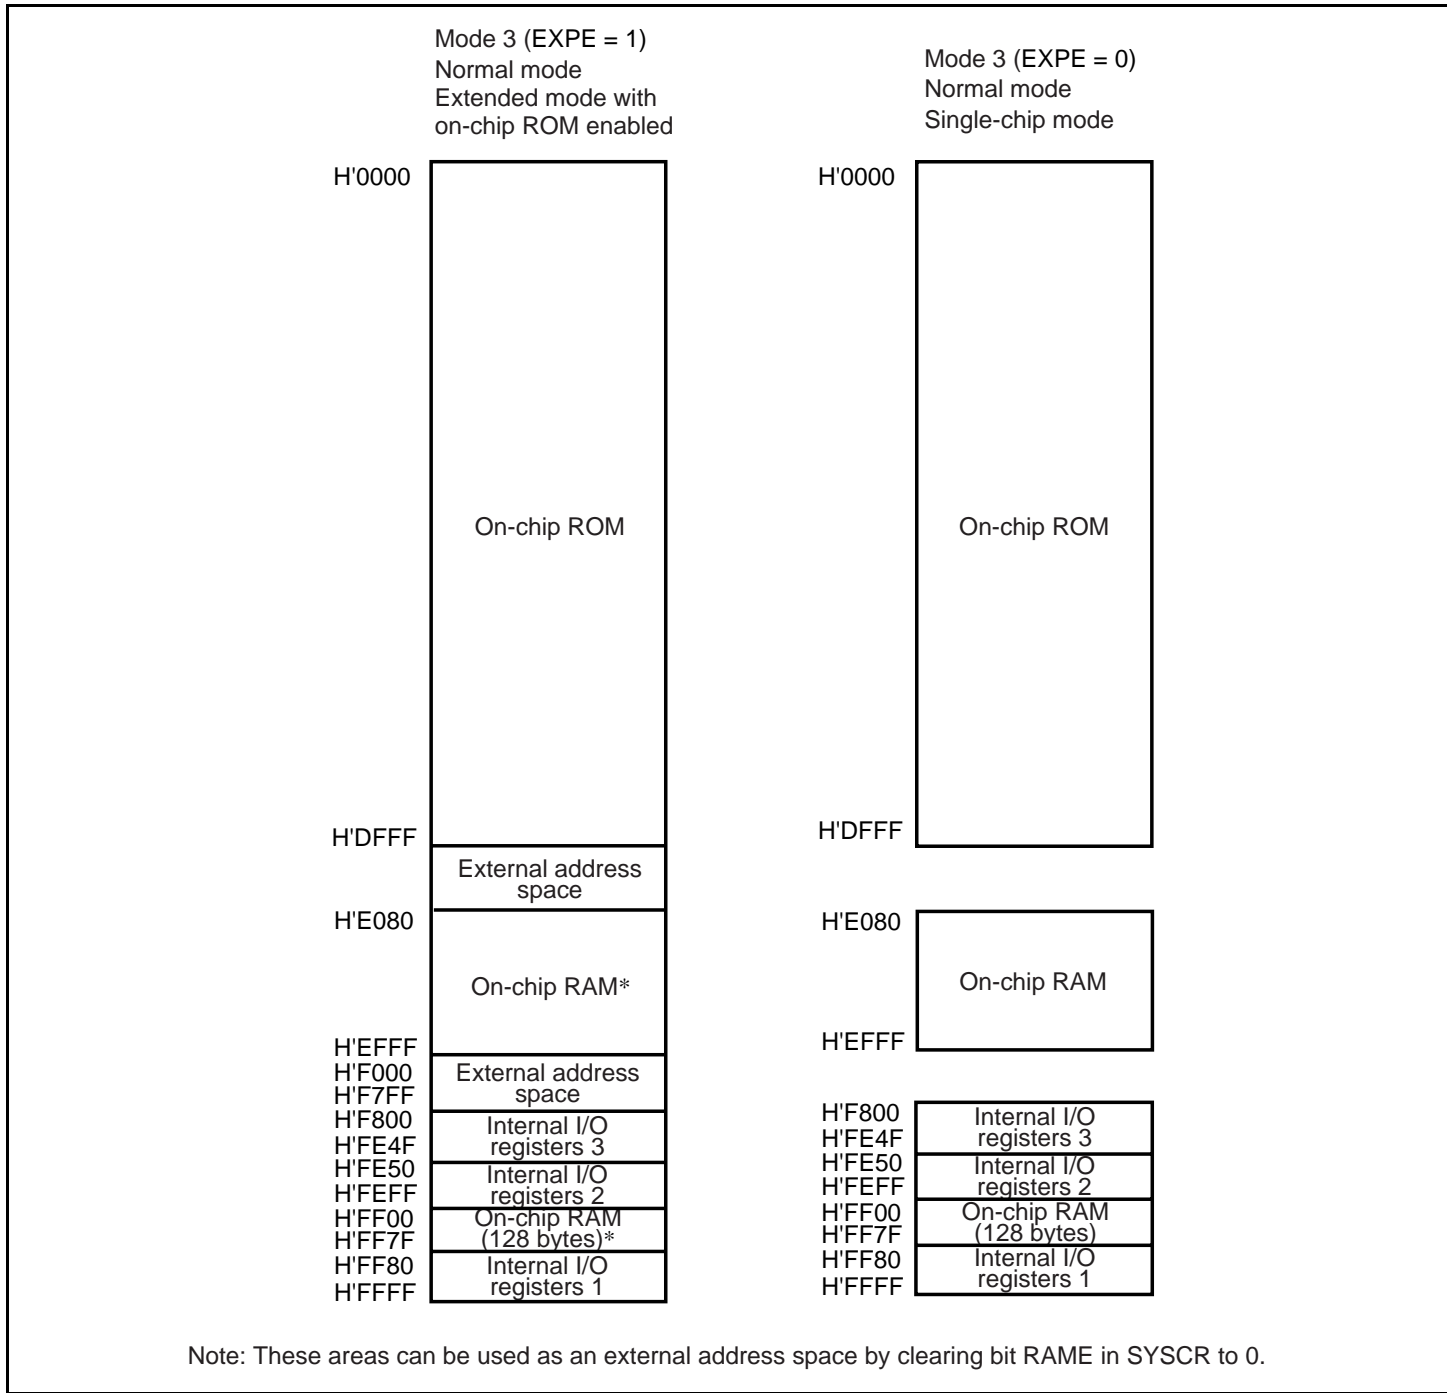 Mode 3 (EXPE = 1)
Normal mode
Extended mode with
on-chip ROM enabled
H'0000
On-chip ROM
H'DFFF
External address
space
H'E080
On-chip RAM*
H'EFFF
H'F000
External address
space
H'F7FF
H'F800
Internal I/O
registers 3
H'FE4F
H'FE50
Internal I/O
registers 2
H'FEFF
H'FF00
On-chip RAM
(128 bytes)*
H'FF7F
H'FF80
Internal I/O
registers 1
H'FFFF
Mode 3 (EXPE = 0)
Normal mode
Single-chip mode
H'0000
On-chip ROM
H'DFFF
H'E080
On-chip RAM
H'EFFF
H'F800
Internal I/O
registers 3
H'FE4F
H'FE50
Internal I/O
registers 2
H'FEFF
H'FF00
On-chip RAM
(128 bytes)
H'FF7F
H'FF80
Internal I/O
registers 1
H'FFFF
Note: These areas can be used as an external address space by clearing bit RAME in SYSCR to 0.